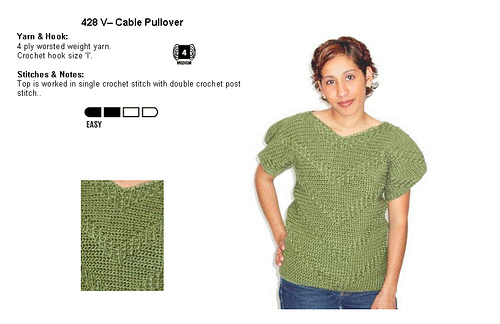 428 V– Cable Pullover
Yarn & Hook:
4 ply worsted weight yarn.
Crochet hook size 'I'.
4
MEDIUM
Stitches & Notes:
Top is worked in single crochet stitch with double crochet post
stitch..
EASY